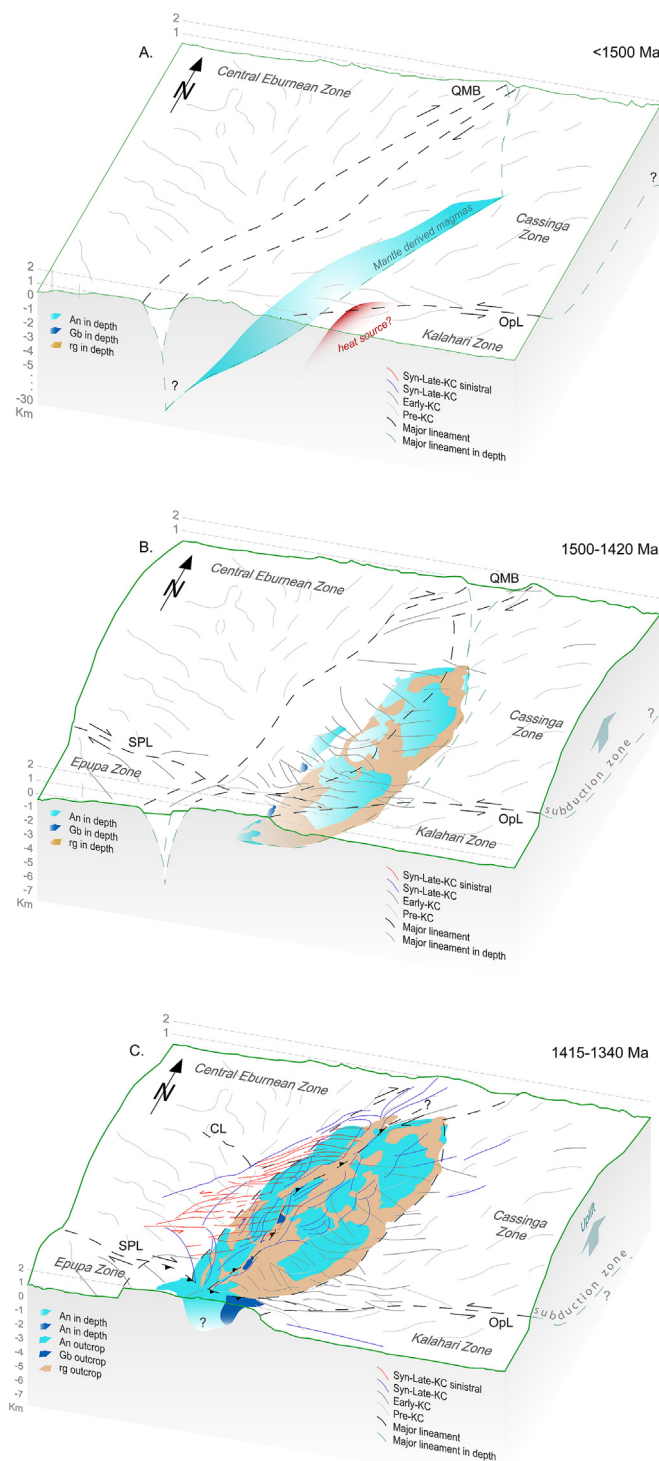 2
1
A.
<1500 Ma
Central Eburnean Zone
QMB
N
?
Mantle derived magmas
Cassinga
Zone
2
1
0
-1
-2
-3
-4
-5
.
.
-30
Km
An in depth
Gb in depth
rg in depth
?
heat source?
OpL
Kalahari Zone
Syn-Late-KC sinistral
Syn-Late-KC
Early-KC
Pre-KC
Major lineament
Major lineament in depth
2
1
B.
1500-1420 Ma
Central Eburnean Zone
QMB
N
SPL
Epupa Zone
Cassinga
Zone
?
subduction zone
2
1
0
-1
-2
-3
-4
-5
-6
-7
Km
An in depth
Gb in depth
rg in depth
OpL
Kalahari Zone
Syn-Late-KC sinistral
Syn-Late-KC
Early-KC
Pre-KC
Major lineament
Major lineament in depth
2
1
C.
1415-1340 Ma
Central Eburnean Zone
N
?
CL
SPL
Epupa Zone
Cassinga
Zone
Uplift
subduction zone
?
2
1
0
-1
-2
-3
-4
-5
-6
-7
Km
An in depth
An in depth
An outcrop
Gb outcrop
rg outcrop
?
OpL
Kalahari Zone
Syn-Late-KC sinistral
Syn-Late-KC
Early-KC
Pre-KC
Major lineament
Major lineament in depth